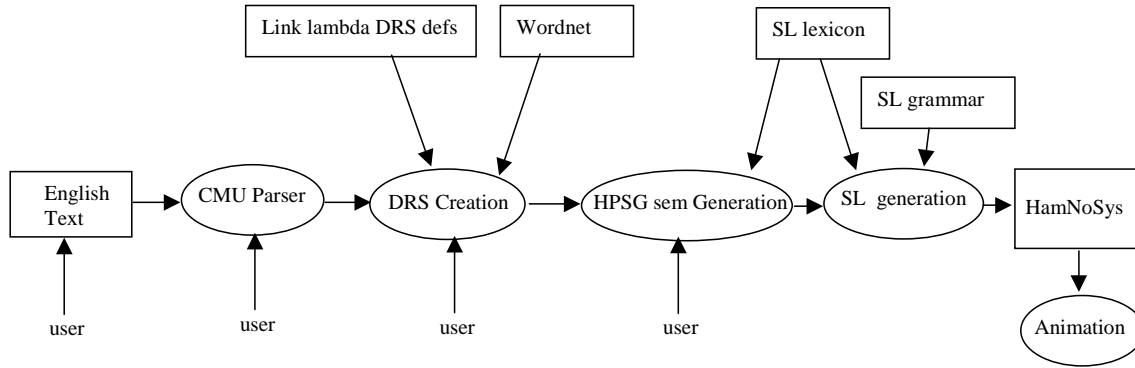 Link lambda DRS defs
Wordnet
SL lexicon
SL grammar
English
Text
CMU Parser
DRS Creation
HPSG sem Generation
SL generation
HamNoSys
user
user
user
user
Animation